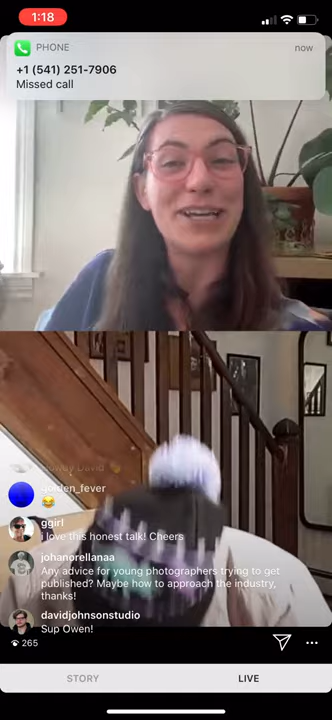 1:18
PHONE
now
+1 (541) 251-7906
Missed call
golden_fever
😂
ggirl
i love this honest talk! Cheers
johanorellanaa
Any advice for young photographers trying to get
published? Maybe how to approach the industry,
thanks!
davidjohnsonstudio
Sup Owen!
265
STORY
LIVE